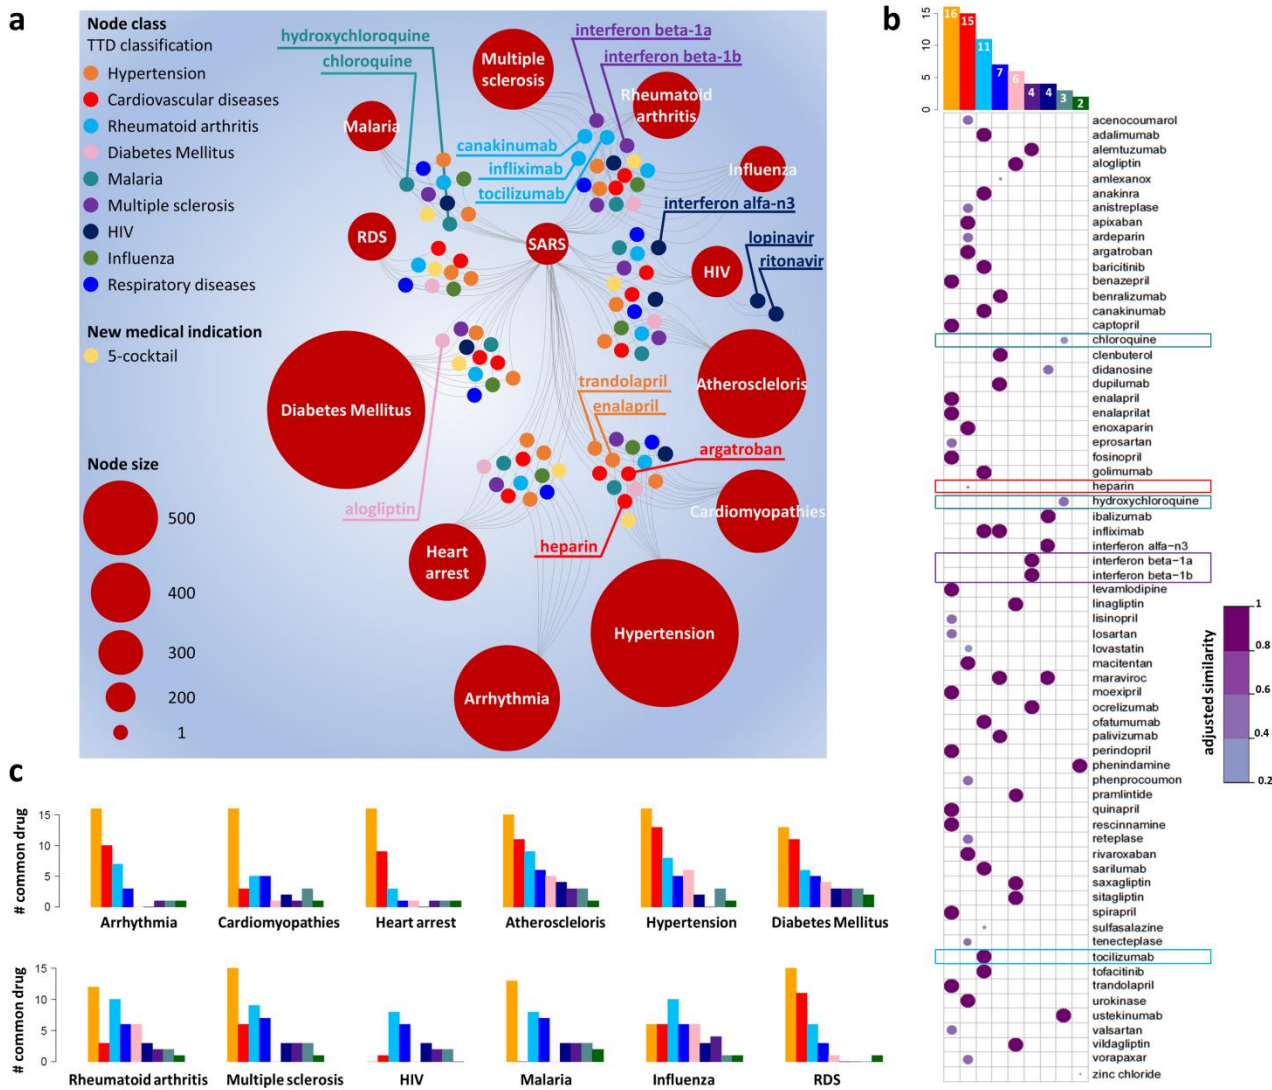 a
Node class
TTD classification
Hypertension
Cardiovascular diseases
Rheumatoid arthritis
Diabetes Mellitus
Malaria
Multiple sclerosis
HIV
Influenza
Respiratory diseases
New medical indication
5-cocktail
Node size
500
400
300
200
1
hydroxychloroquine
chloroquine
Multiple
sclerosis
interferon beta-1a
interferon beta-1b
Rheumatoid
arthritis
Malaria
canakinumab
infliximab
tocilizumab
Influenza
interferon alfa-n3
RDS
SARS
HIV
lopinavir
ritonavir
Diabetes Mellitus
Atheroscleloris
trandolapril
enalapril
argatroban
alogliptin
Cardiomyopathies
heparin
Heart
arrest
Hypertension
Arrhythmia
b
15
10
5
0
16
15
11
7
6
4
4
3
2
acenocoumarol
adalimumab
alemtuzumab
alogliptin
amlexanox
anakinra
anistreplase
apixaban
ardeparin
argatroban
baricitinib
benazepril
benralizumab
canakinumab
captopril
chloroquine
clenbuterol
didanosine
dupilumab
enalapril
enalaprilat
enoxaparin
eprosartan
fosinopril
golimumab
heparin
hydroxychloroquine
ibalizumab
infliximab
interferon alfa-n3
interferon beta-1a
interferon beta-1b
levamlodipine
linagliptin
lisinopril
losartan
lovastatin
macitentan
maraviroc
moexipril
ocrelizumab
ofatumumab
palivizumab
perindopril
phenindamine
phenprocoumon
pramlintide
quinapril
rescinnamine
reteplase
rivaroxaban
sarilumab
saxagliptin
sitagliptin
spirapril
sulfasalazine
tenecteplase
tocilizumab
tofacitinib
trandolapril
urokinase
ustekinumab
valsartan
vildagliptin
vorapaxar
zinc chloride
adjusted similarity
1
0.8
0.6
0.4
0.2
c
# common drug
15
10
5
0
Arrhythmia
Cardiomyopathies
Heart arrest
Atheroscleloris
Hypertension
Diabetes Mellitus
# common drug
15
10
5
0
Rheumatoid arthritis
Multiple sclerosis
HIV
Malaria
Influenza
RDS